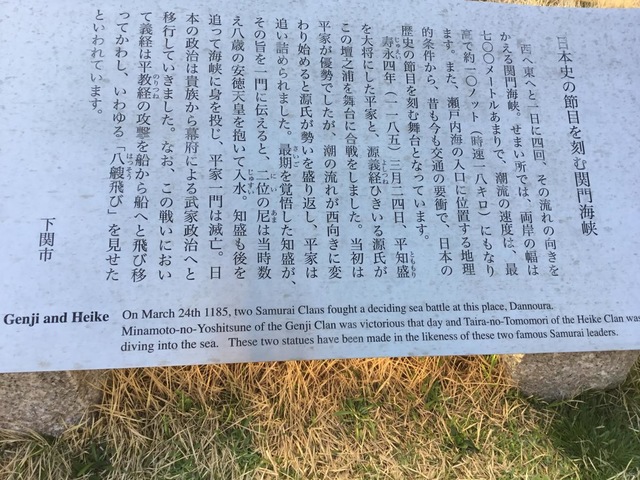 日本史の節目を刻む関門海峡
西へ東へと一日に四回、その流れの向きを
かえる関門海峡。せまい所では、両岸の幅は
七〇〇メートルあまりで、潮流の速度は、最
高で約一〇ノット（時速一八キロ）にもなり
ます。また、瀬戸内海の入口に位置する地理
的条件から、昔も今も交通の要衝で、日本の
歴史の節目を刻む舞台となっています。
寿永四年（一一八五）三月二四日、平知盛
を大将にした平家と、源義経ひきいる源氏が
この壇之浦を舞台に合戦をしました。当初は
平家が優勢でしたが、潮の流れが西向きに変
わり始めると源氏が勢いを盛り返し、平家は
追い詰められました。最期を覚悟した知盛が、
その旨を一門に伝えると、二位の尼は当時数
え八歳の安徳天皇を抱いて入水。知盛も後を
追って海峡に身を投じ、平家一門は滅亡。日
本の政治は貴族から幕府による武家政治へと
移行していきました。なお、この戦いにおい
て義経は平教経の攻撃を船から船へと飛び移
ってかわし、いわゆる「八艘飛び」を見せた
といわれています。
下関市
Genji and Heike On March 24th 1185, two Samurai Clans fought a deciding sea battle at this place, Dannoura.
Minamoto-no-Yoshitsune of the Genji Clan was victorious that day and Taira-no-Tomomori of the Heike Clan was
diving into the sea. These two statues have been made in the likeness of these two famous Samurai leaders.